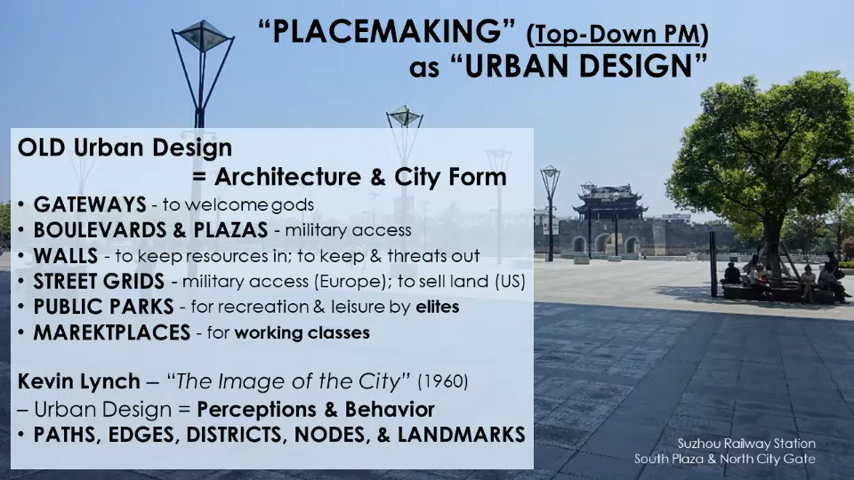 “PLACEMAKING” (Top-Down PM)
as “URBAN DESIGN”
OLD Urban Design
= Architecture & City Form
• GATEWAYS - to welcome gods
• BOULEVARDS & PLAZAS - military access
• WALLS - to keep resources in; to keep & threats out
• STREET GRIDS - military access (Europe); to sell land (US)
• PUBLIC PARKS - for recreation & leisure by elites
• MAREKTPLACES - for working classes
Kevin Lynch – “The Image of the City” (1960)
– Urban Design = Perceptions & Behavior
• PATHS, EDGES, DISTRICTS, NODES, & LANDMARKS
Suzhou Railway Station
South Plaza & North City Gate